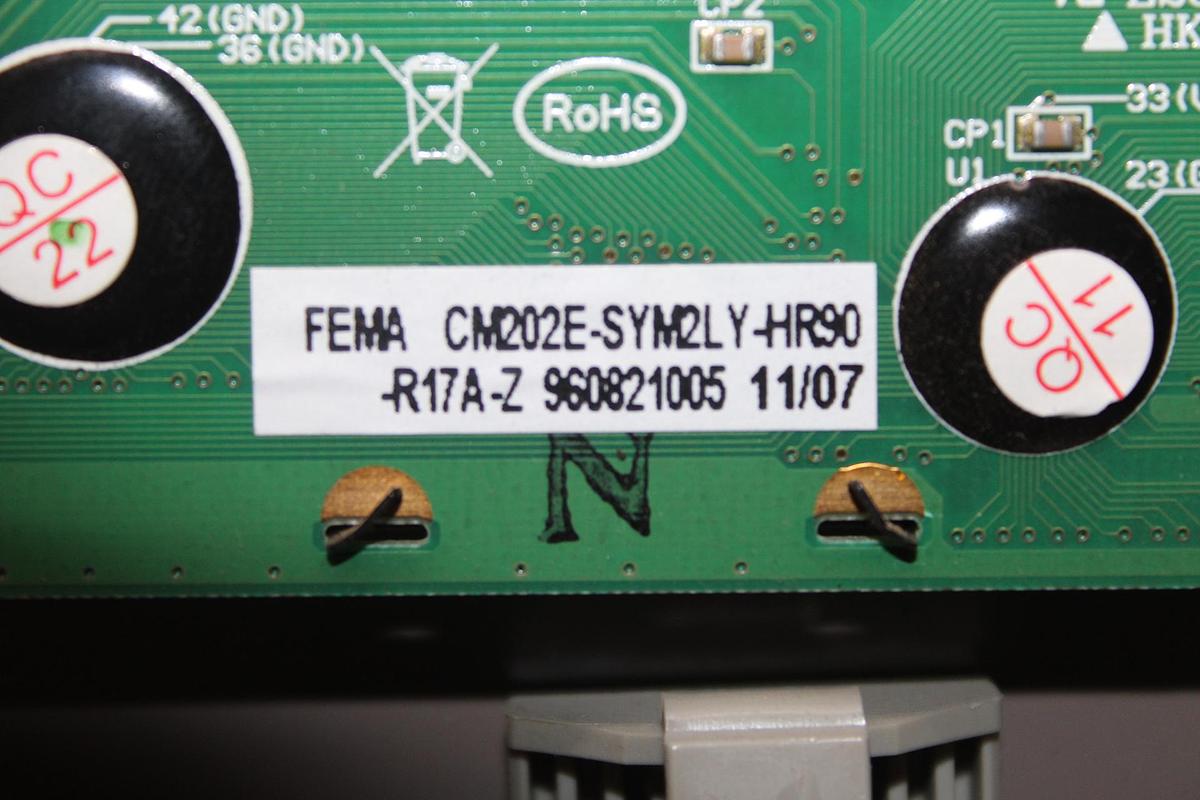 42(GND)
36(GND)
CP2
HK
RoHS
33(
CP1
U1
23(
QC
22
QC
11
FEMA CM202E-SYM2LY-HR90
-R17A-Z 960821005 11/07
N